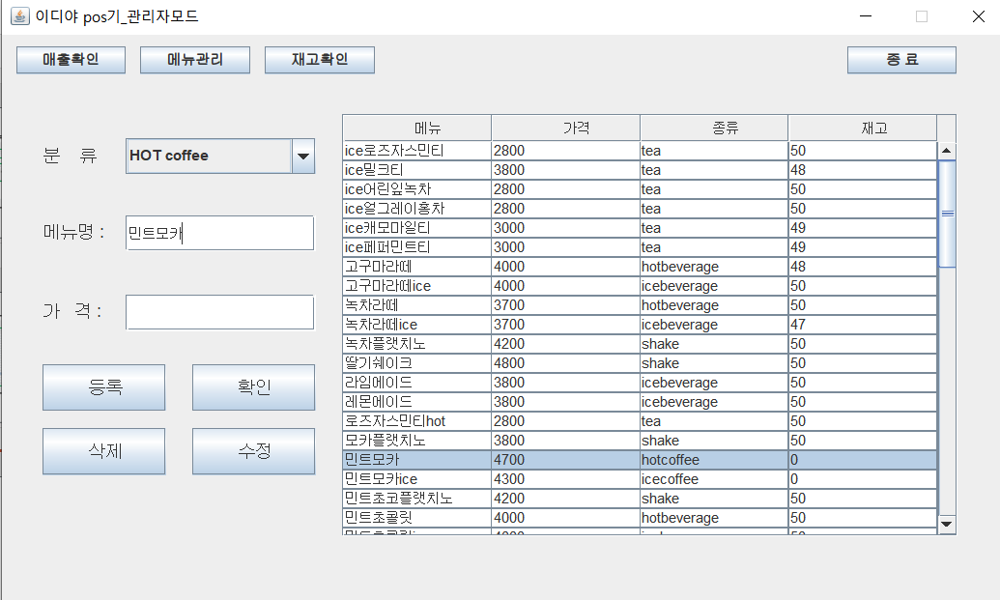 이디야 pos기_관리자모드
매출확인 메뉴관리 재고확인 종 료
분 류 HOT coffee
메뉴명 : 민트모카
가 격 :
등록 확인
삭제 수정
메뉴 가격 종류 재고
ice로즈자스민티 2800 tea 50
ice밀크티 3800 tea 48
ice어린잎녹차 2800 tea 50
ice얼그레이홍차 2800 tea 50
ice캐모마일티 3000 tea 49
ice페퍼민트티 3000 tea 49
고구마라떼 4000 hotbeverage 48
고구마라떼ice 4000 icebeverage 50
녹차라떼 3700 hotbeverage 50
녹차라떼ice 3700 icebeverage 47
녹차플랫치노 4200 shake 50
딸기쉐이크 4800 shake 50
라임에이드 3800 icebeverage 50
레몬에이드 3800 icebeverage 50
로즈자스민티hot 2800 tea 50
모카플랫치노 3800 shake 50
민트모카 4700 hotcoffee 0
민트모카ice 4300 icecoffee 0
민트초코플랫치노 4200 shake 50
민트초콜릿 4000 hotbeverage 50